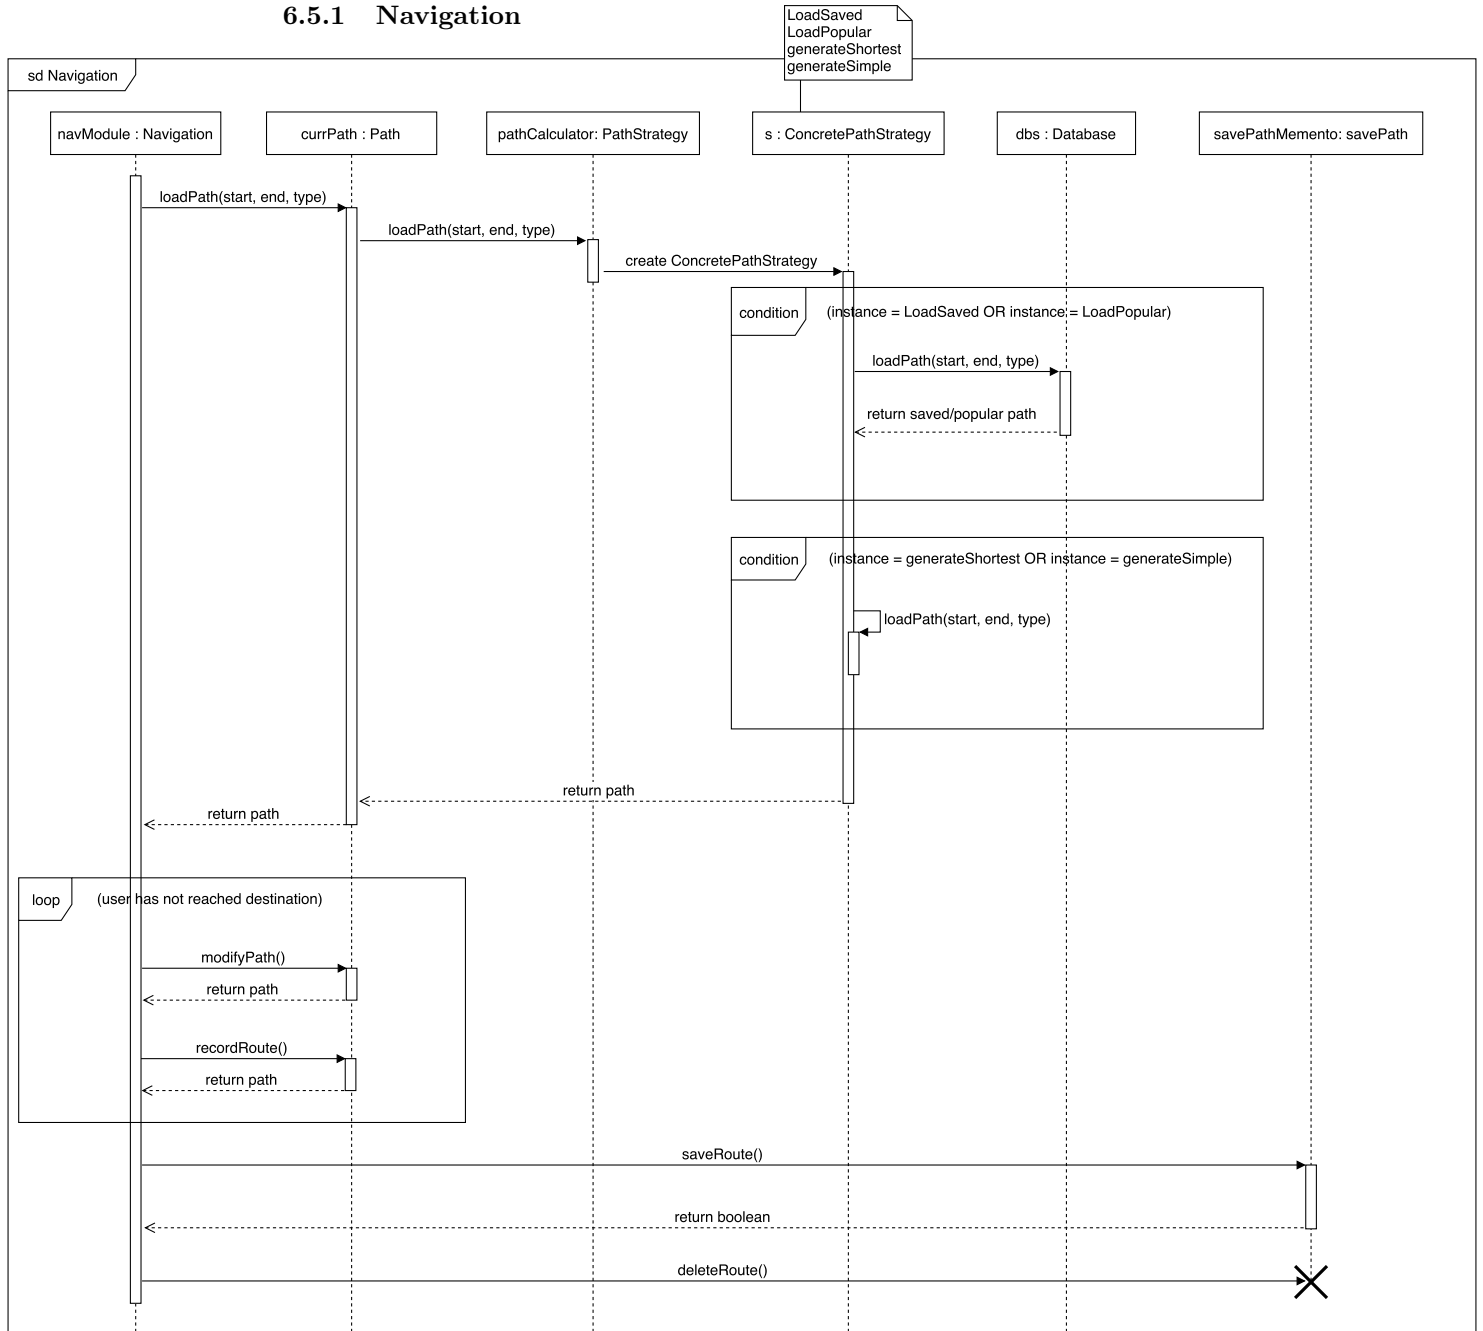 6.5.1 Navigation
LoadSaved
LoadPopular
generateShortest
generateSimple
sd Navigation
navModule : Navigation
currPath : Path
pathCalculator: PathStrategy
s : ConcretePathStrategy
dbs : Database
savePathMemento: savePath
loadPath(start, end, type)
loadPath(start, end, type)
create ConcretePathStrategy
condition
(instance = LoadSaved OR instance = LoadPopular)
loadPath(start, end, type)
return saved/popular path
condition
(instance = generateShortest OR instance = generateSimple)
loadPath(start, end, type)
return path
return path
loop
(user has not reached destination)
modifyPath()
return path
recordRoute()
return path
saveRoute()
return boolean
deleteRoute()